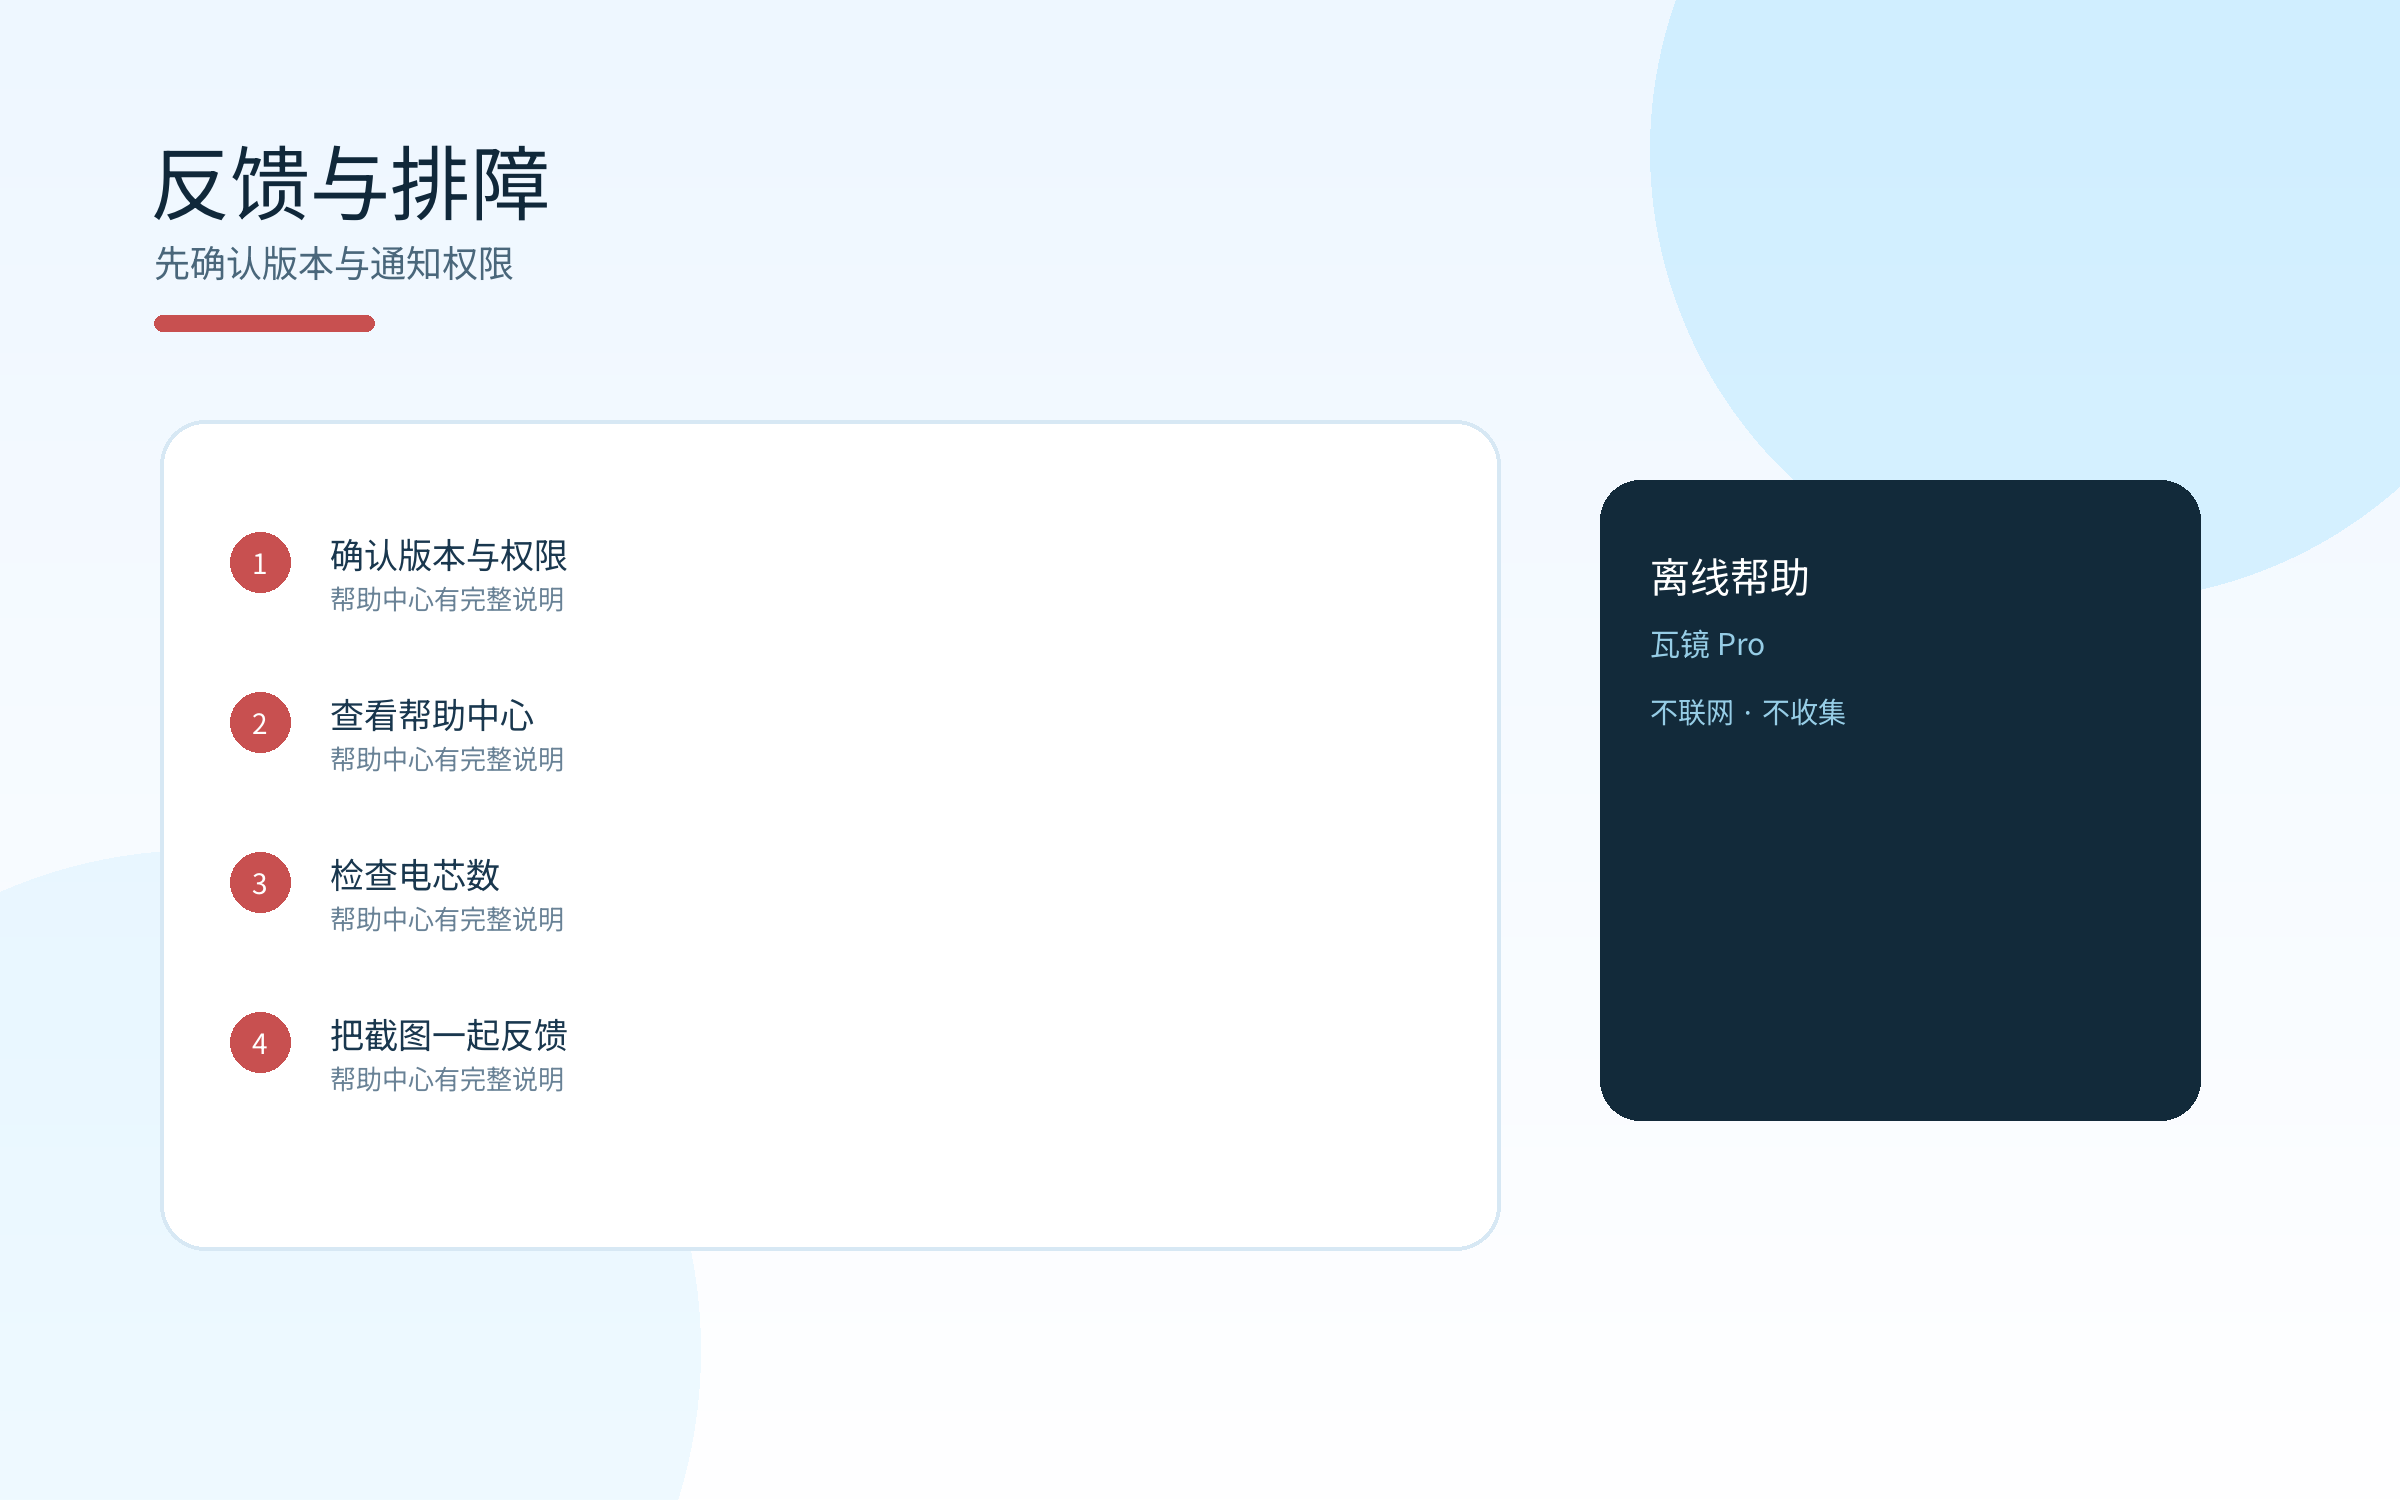 反馈与排障
先确认版本与通知权限
1
确认版本与权限
帮助中心有完整说明
2
查看帮助中心
帮助中心有完整说明
3
检查电芯数
帮助中心有完整说明
4
把截图一起反馈
帮助中心有完整说明
离线帮助
瓦镜 Pro
不联网 · 不收集